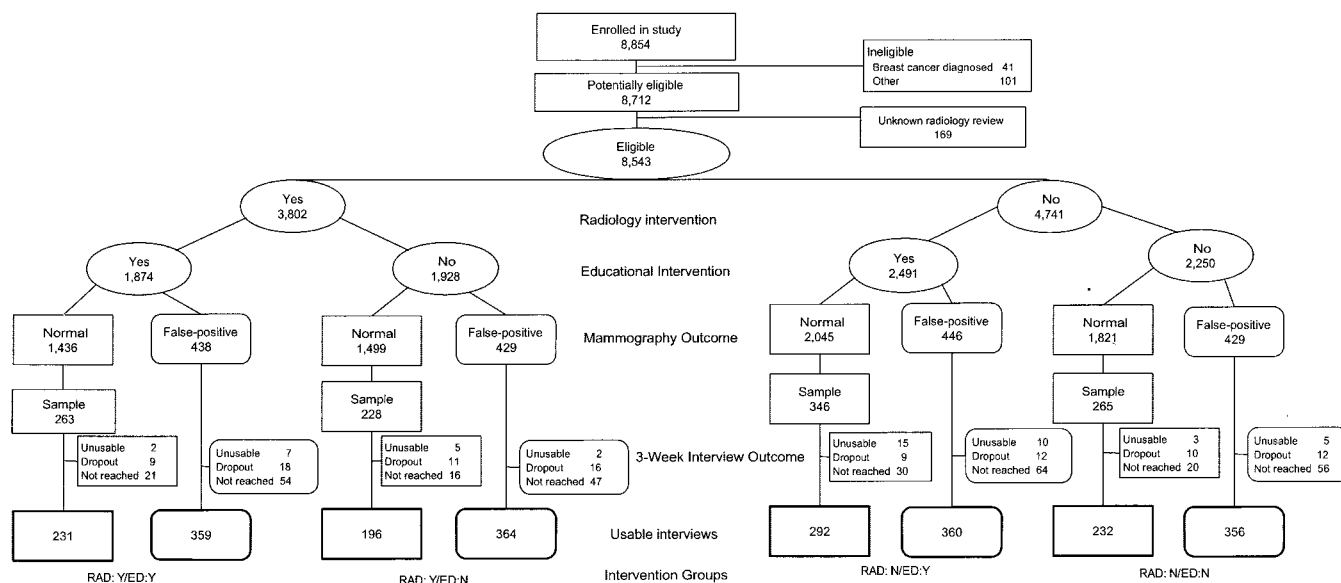 Enrolled in study
8,854
Ineligible
Breast cancer diagnosed 41
Other 101
Potentially eligible
8,712
Unknown radiology review
169
Eligible
8,543
Yes
3,802
Radiology intervention
No
4,741
Yes
1,874
No
1,928
Educational Intervention
Yes
2,491
No
2,250
Normal
1,436
False-positive
438
Normal
1,499
False-positive
429
Mammography Outcome
Normal
2,045
False-positive
446
Normal
1,821
False-positive
429
Sample
263
Sample
228
Sample
346
Sample
265
Unusable 2
Dropout 9
Not reached 21
Unusable 7
Dropout 18
Not reached 54
Unusable 5
Dropout 11
Not reached 16
Unusable 2
Dropout 16
Not reached 47
3-Week Interview Outcome
Unusable 15
Dropout 9
Not reached 30
Unusable 10
Dropout 12
Not reached 64
Unusable 3
Dropout 10
Not reached 20
Unusable 5
Dropout 12
Not reached 56
231
359
196
364
Usable interviews
292
360
232
356
RAD: Y/ED:Y
RAD: Y/ED:N
Intervention Groups
RAD: N/ED:Y
RAD: N/ED:N